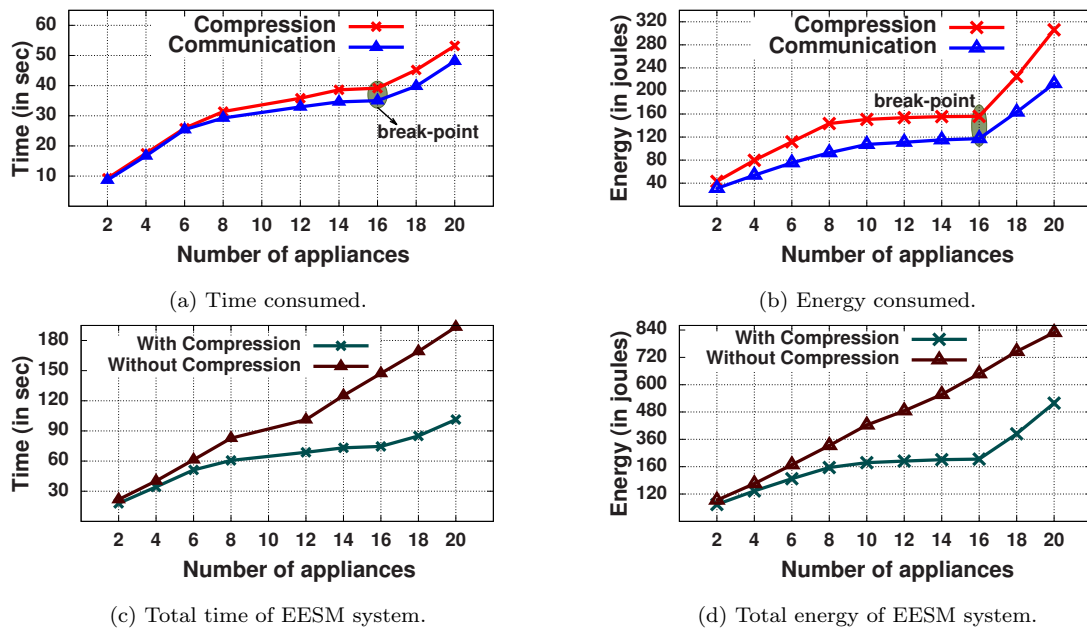 Time (in sec)
60
50
40
30
20
10
Compression
Communication
break-point
2 4 6 8 10 12 14 16 18 20
Number of appliances
(a) Time consumed.
Energy (in joules)
320
280
240
200
160
120
80
40
Compression
Communication
break-point
2 4 6 8 10 12 14 16 18 20
Number of appliances
(b) Energy consumed.
Time (in sec)
180
150
120
90
60
30
With Compression
Without Compression
2 4 6 8 10 12 14 16 18 20
Number of appliances
(c) Total time of EESM system.
Energy (in joules)
840
720
600
480
360
160
120
With Compression
Without Compression
2 4 6 8 10 12 14 16 18 20
Number of appliances
(d) Total energy of EESM system.